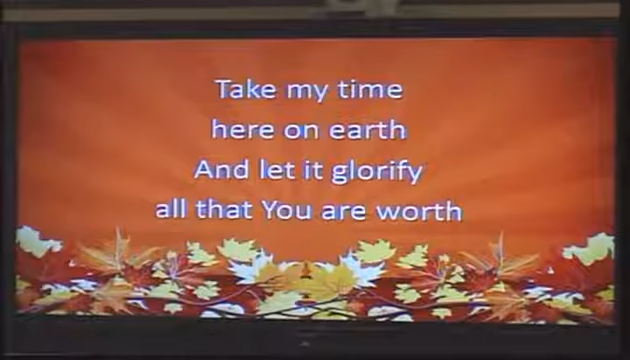 Take my time
here on earth
And let it glorify
all that You are worth